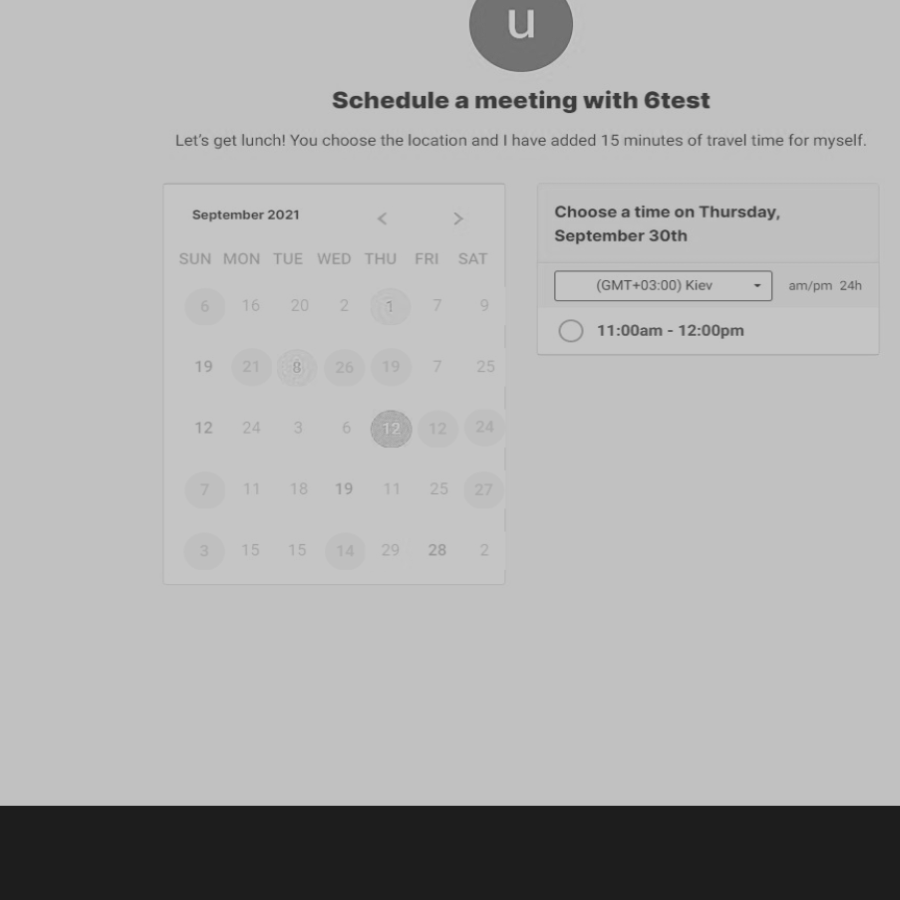 u
Schedule a meeting with 6test
Let's get lunch! You choose the location and I have added 15 minutes of travel time for myself.
September 2021 < >
SUN MON TUE WED THU FRI SAT
6 16 20 2 1 7 9
19 21 8 26 19 7 25
12 24 3 6 12 12 24
7 11 18 19 11 25 27
3 15 15 14 29 28 2
Choose a time on Thursday,
September 30th
(GMT+03:00) Kiev am/pm 24h
11:00am - 12:00pm